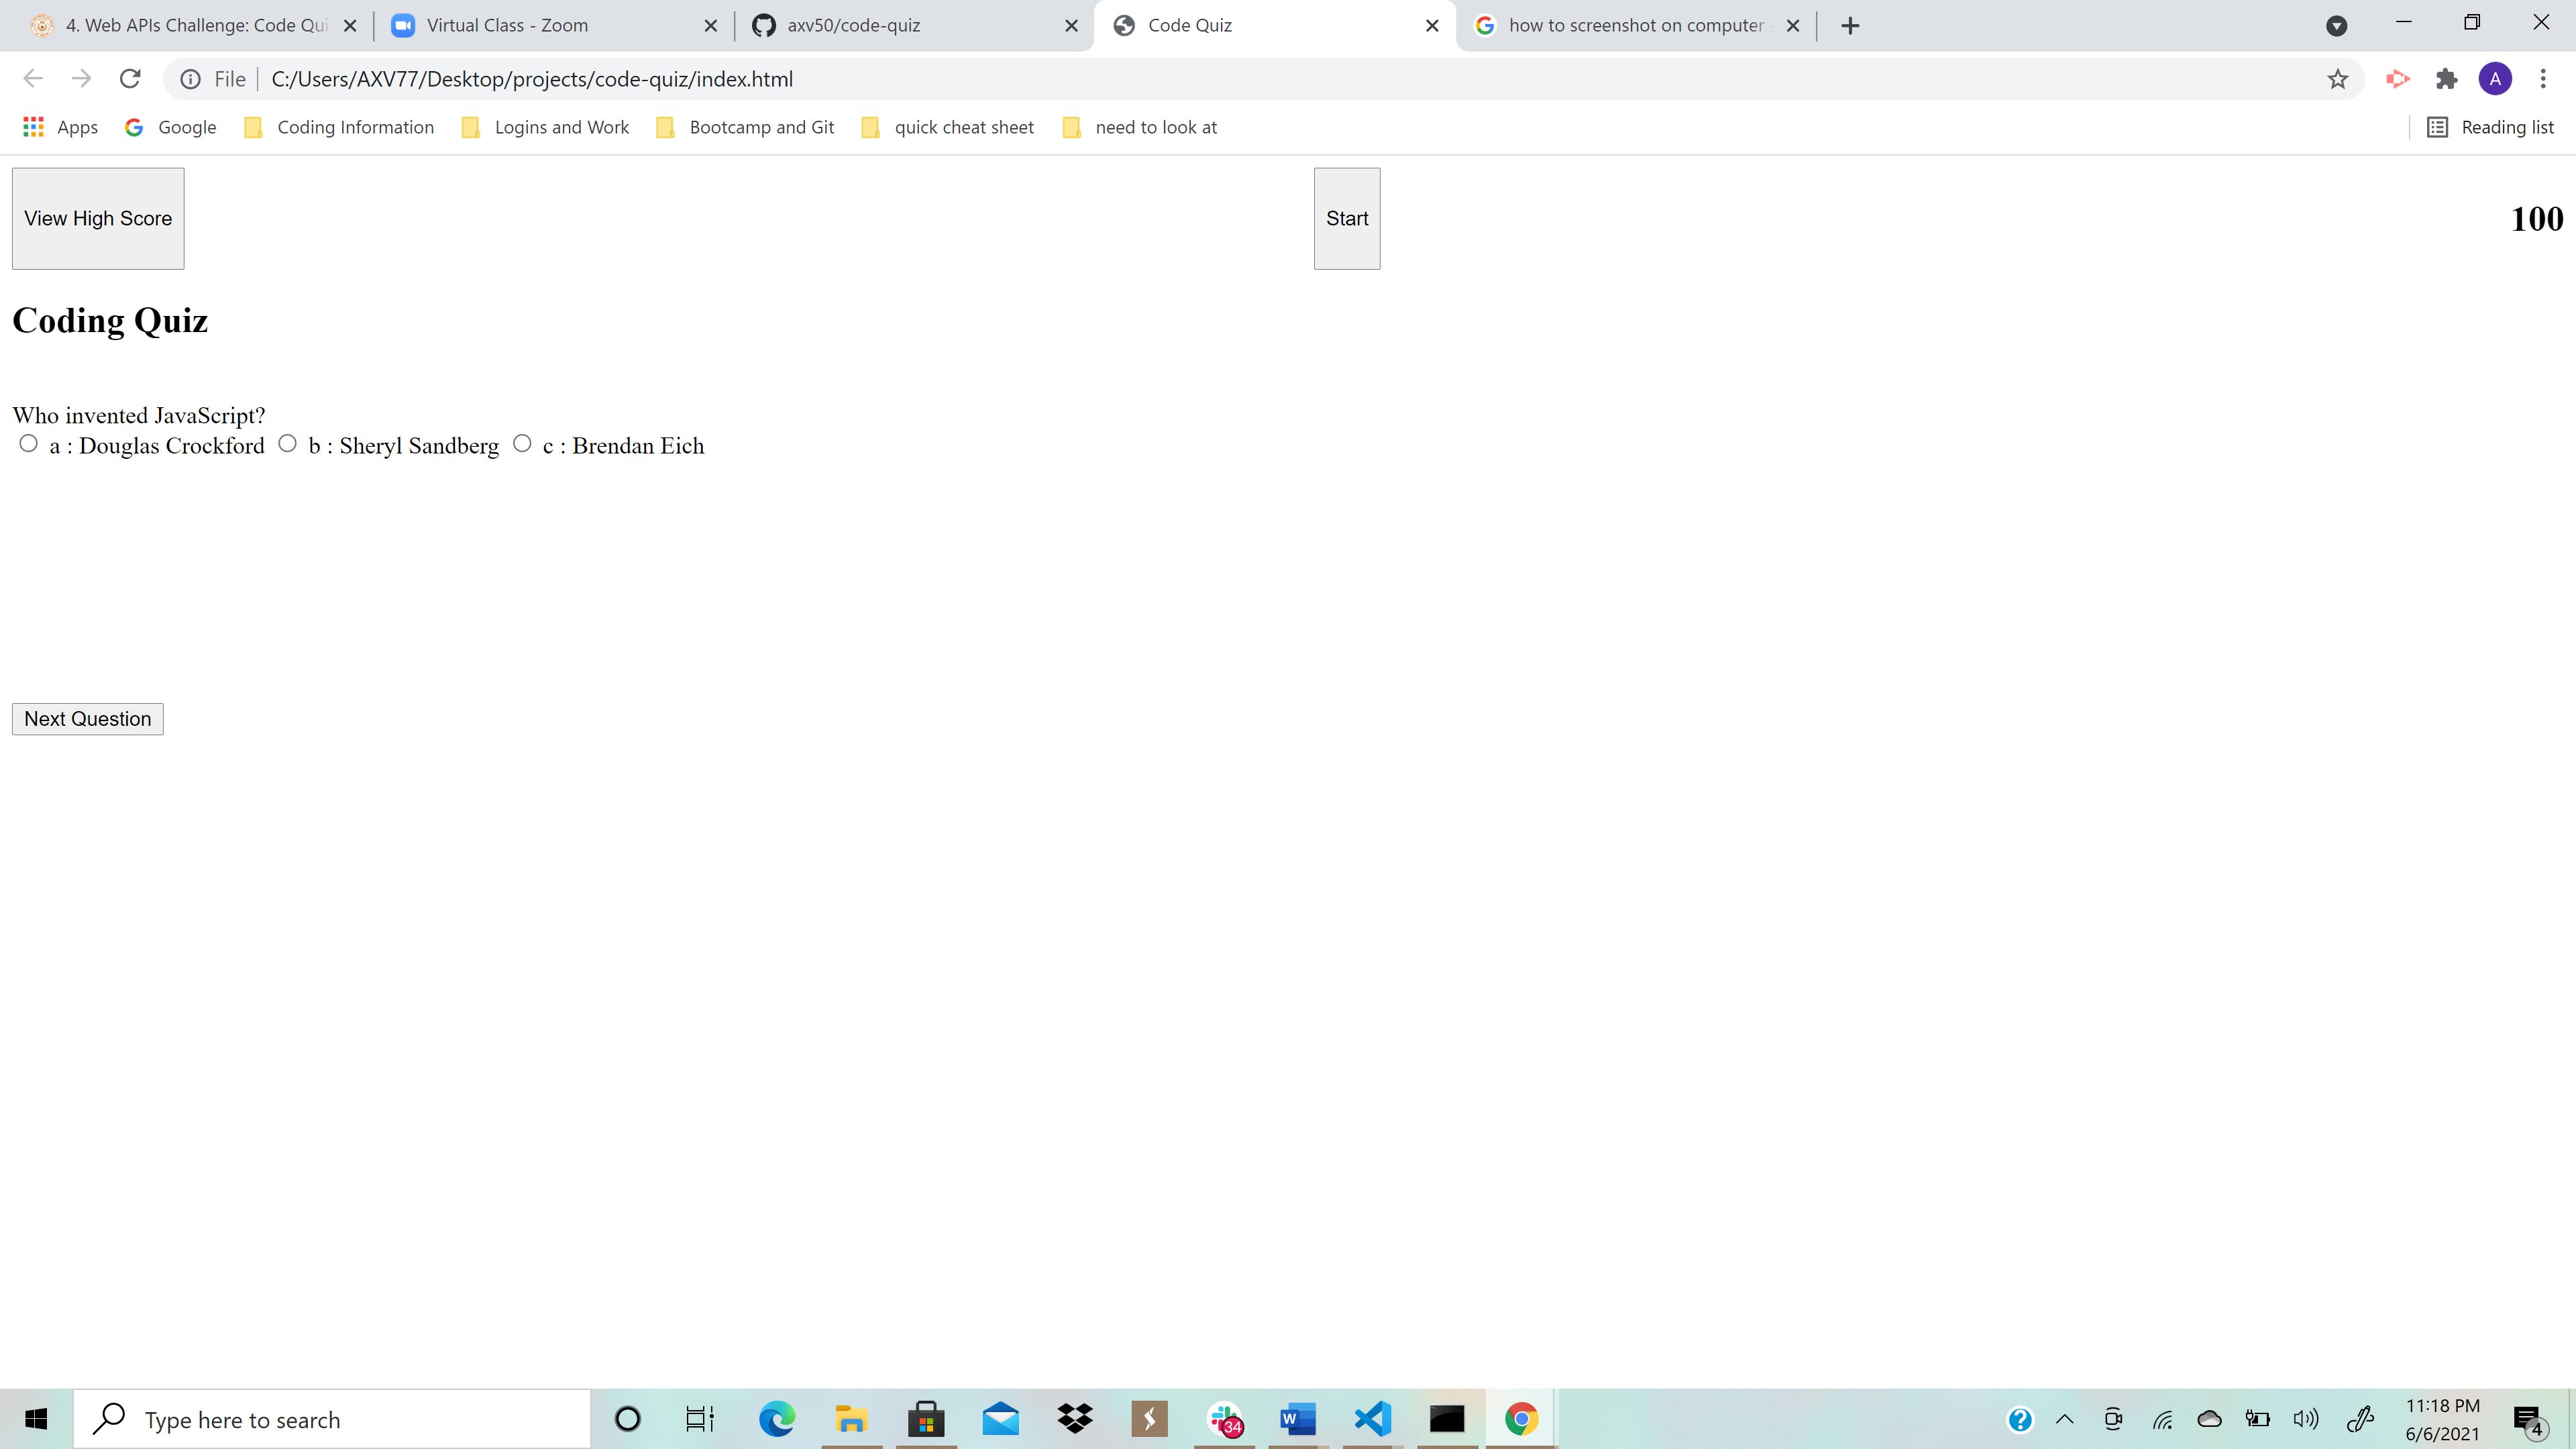 4. Web APIs Challenge: Code Qui
Virtual Class - Zoom
axv50/code-quiz
Code Quiz
how to screenshot on computer -
File
C:/Users/AXV77/Desktop/projects/code-quiz/index.html
A
Apps
Google
Coding Information
Logins and Work
Bootcamp and Git
quick cheat sheet
need to look at
Reading list
View High Score
Start
100
Coding Quiz
Who invented JavaScript?
a : Douglas Crockford b : Sheryl Sandberg c : Brendan Eich
Next Question
Type here to search
34
W
11:18 PM
6/6/2021
4